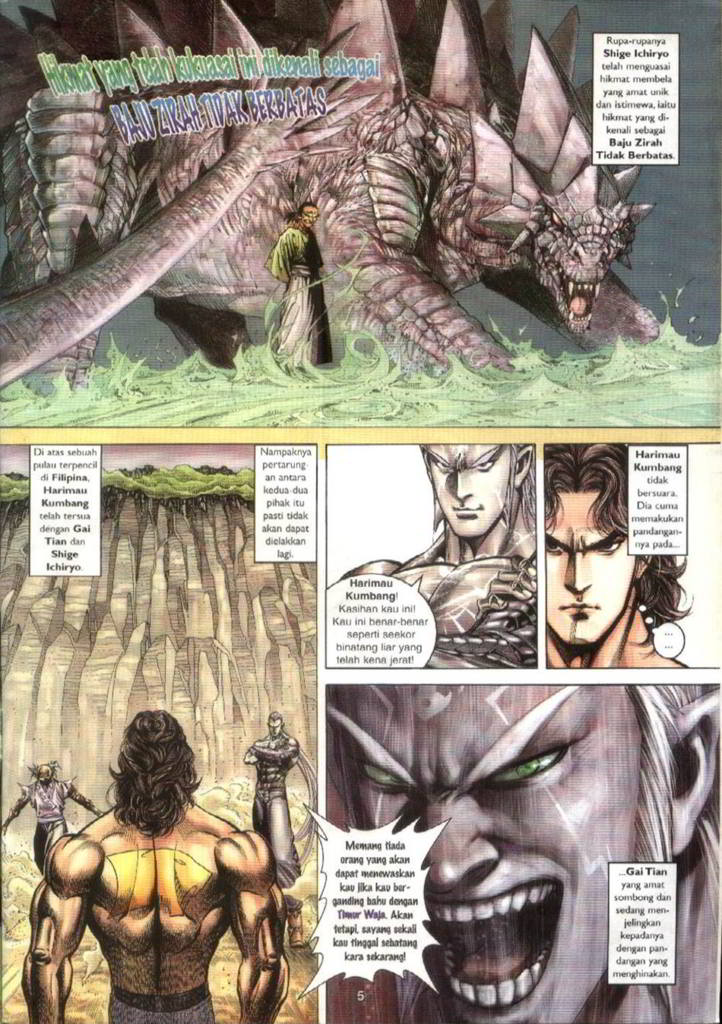 Hikmat yang telah kukuasai ini dikenali sebagai
BAJU ZIRAH TIDAK BERBATAS
Rupa-rupanya
Shige Ichiryo
telah menguasai
hikmat membela
yang amat unik
dan istimewa, iaitu
hikmat yang di-
kenali sebagai
Baju Zirah
Tidak Berbatas.
Di atas sebuah
pulau terpencil
di Filipina,
Harimau
Kumbang
telah tersua
dengan Gai
Tian dan
Shige
Ichiryo.
Nampaknya
pertarung-
an antara
kedua-dua
pihak itu
pasti tidak
akan dapat
dielakkan
lagi.
Harimau
Kumbang!
Kasihan kau ini!
Kau ini benar-benar
seperti seekor
binatang liar yang
telah kena jerat!
Harimau
Kumbang
tidak
bersuara.
Dia cuma
memakukan
pandangan-
nya pada...
...
...
Memang tiada
orang yang akan
dapat menewaskan
kau jika kau ber-
ganding bahu dengan
Timur Waja. Akan
tetapi, sayang sekali
kau tinggal sebatang
kara sekarang!
...Gai Tian
yang amat
sombong dan
sedang men-
jelingkan
kepadanya
dengan pan-
dangan yang
menghinakan.
5